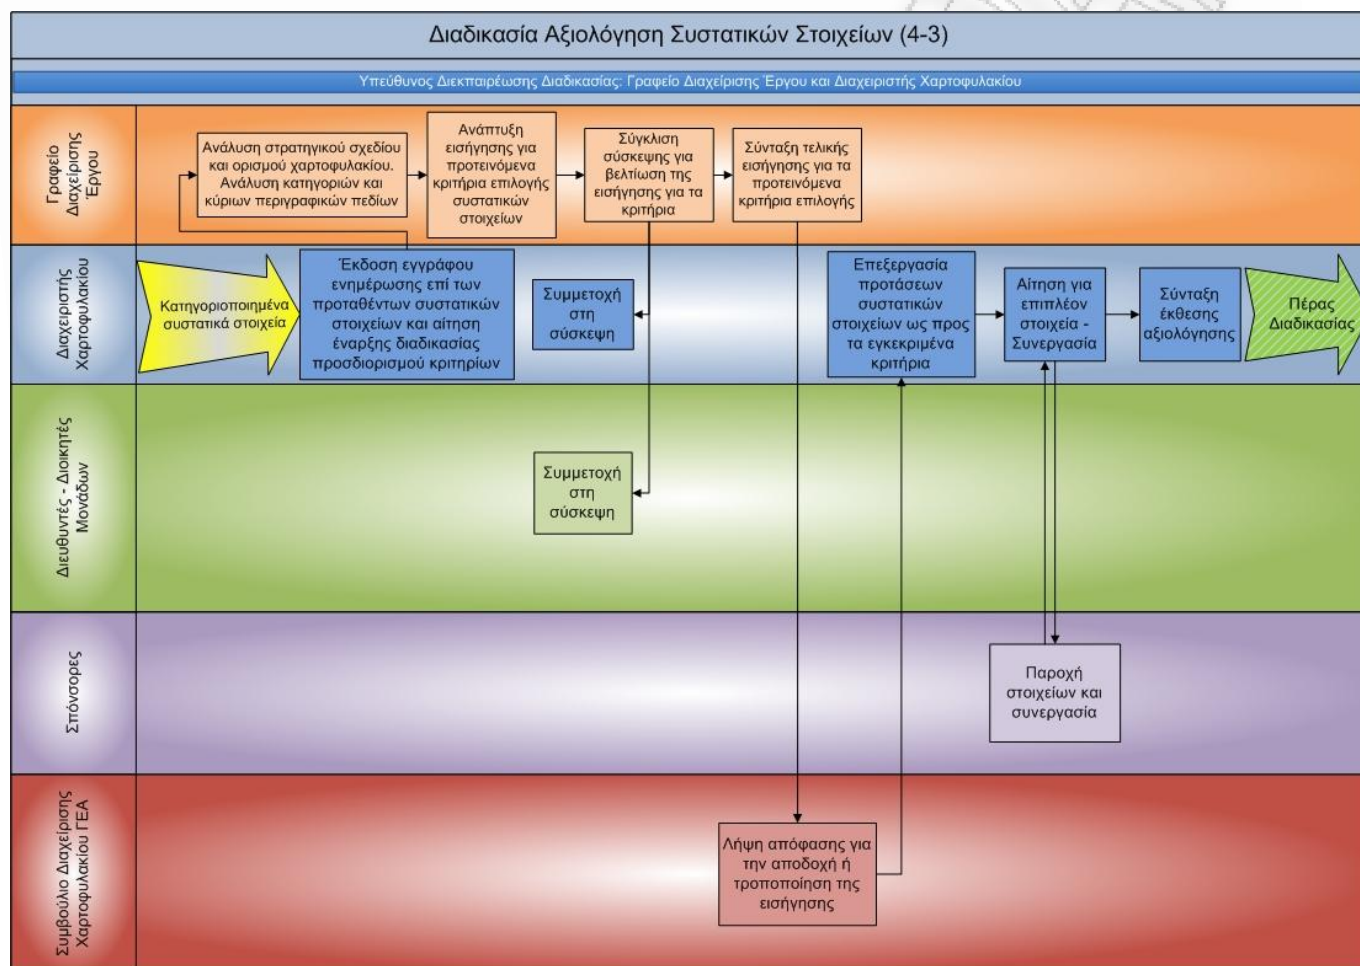 Διαδικασία Αξιολόγηση Συστατικών Στοιχείων (4-3)
Υπεύθυνος Διεκπαιρέωσης Διαδικασίας: Γραφείο Διαχείρισης Έργου και Διαχειριστής Χαρτοφυλακίου
Γραφείο
Διαχείρισης
Έργου
Ανάλυση στρατηγικού σχεδίου
και ορισμού χαρτοφυλακίου.
Ανάλυση κατηγοριών και
κύριων περιγραφικών πεδίων
Ανάπτυξη
εισήγησης για
προτεινόμενα
κριτήρια επιλογής
συστατικών
στοιχείων
Σύγκλιση
σύσκεψης για
βελτίωση της
εισήγησης για τα
κριτήρια
Σύνταξη τελικής
εισήγησης για τα
προτεινόμενα
κριτήρια επιλογής
Διαχειριστής
Χαρτοφυλακίου
Κατηγοριοποιημένα
συστατικά στοιχεία
Έκδοση εγγράφου
ενημέρωσης επί των
προταθέντων συστατικών
στοιχείων και αίτηση
έναρξης διαδικασίας
προσδιορισμού κριτηρίων
Συμμετοχή
στη
σύσκεψη
Επεξεργασία
προτάσεων
συστατικών
στοιχείων ως προς
τα εγκεκριμένα
κριτήρια
Αίτηση για
επιπλέον
στοιχεία -
Συνεργασία
Σύνταξη
έκθεσης
αξιολόγησης
Πέρας
Διαδικασίας
Διευθυντές - Διοικητές
Μονάδων
Συμμετοχή
στη
σύσκεψη
Σπόνσορες
Παροχή
στοιχείων και
συνεργασία
Συμβούλιο Διαχείρισης
Χαρτοφυλακίου ΓΕΑ
Λήψη απόφασης για
την αποδοχή ή
τροποποίηση της
εισήγησης